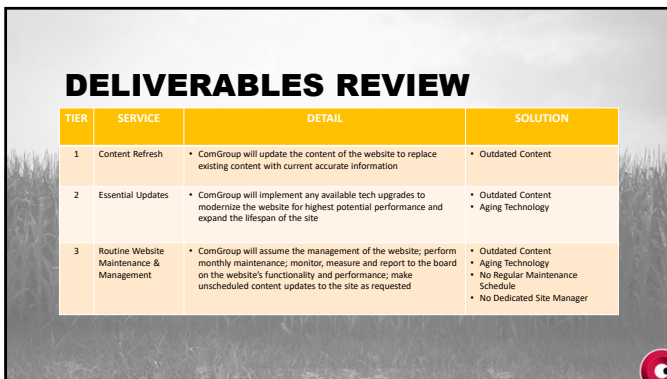 DELIVERABLES REVIEW
TIER SERVICE DETAIL SOLUTION
1 Content Refresh • ComGroup will update the content of the website to replace • Outdated Content
existing content with current accurate information
2 Essential Updates • ComGroup will implement any available tech upgrades to • Outdated Content
modernize the website for highest potential performance and • Aging Technology
expand the lifespan of the site
3 Routine Website • ComGroup will assume the management of the website; perform • Outdated Content
Maintenance & monthly maintenance; monitor, measure and report to the board • Aging Technology
Management on the website's functionality and performance; make • No Regular Maintenance
unscheduled content updates to the site as requested Schedule
• No Dedicated Site Manager